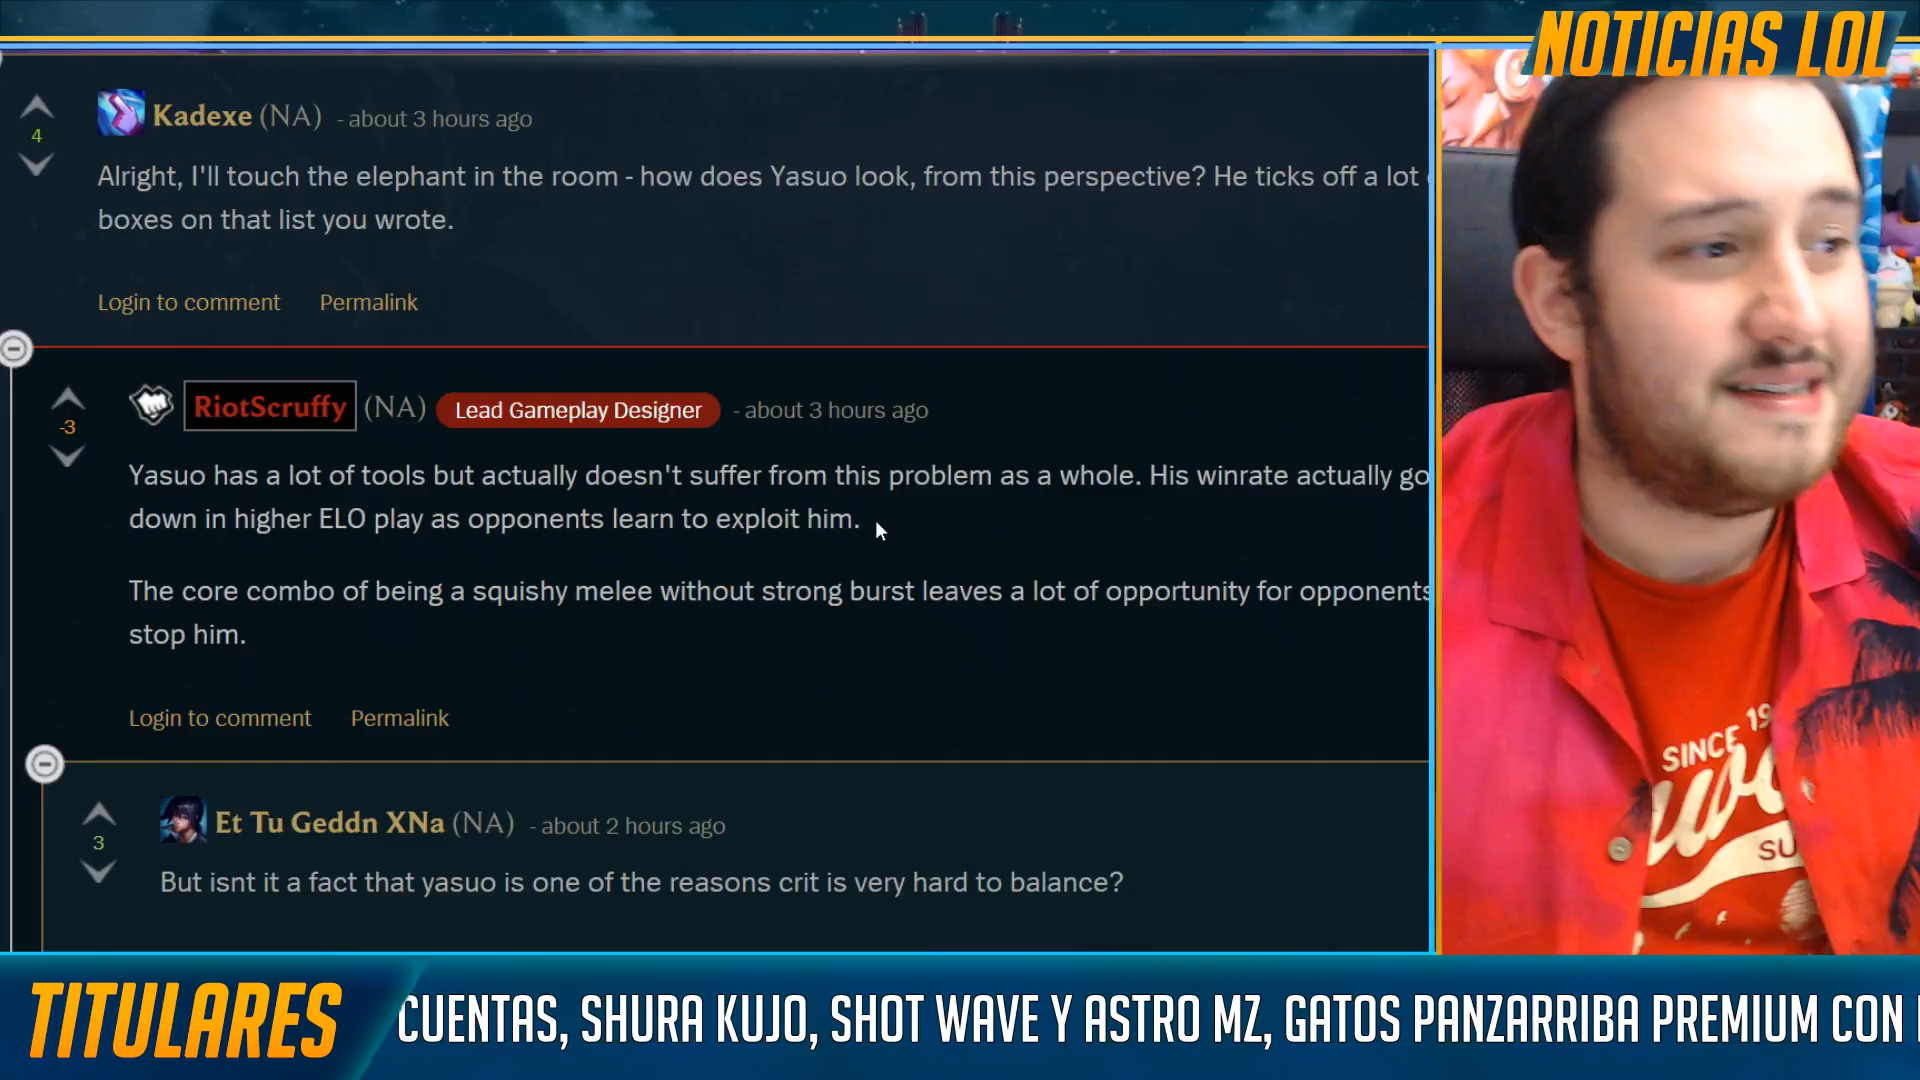 NOTICIAS LOL
Kadexe (NA) - about 3 hours ago
4
Alright, I'll touch the elephant in the room - how does Yasuo look, from this perspective? He ticks off a lot
boxes on that list you wrote.
Login to comment Permalink
RiotScruffy (NA) Lead Gameplay Designer - about 3 hours ago
-3
Yasuo has a lot of tools but actually doesn't suffer from this problem as a whole. His winrate actually go
down in higher ELO play as opponents learn to exploit him.
The core combo of being a squishy melee without strong burst leaves a lot of opportunity for opponents
stop him.
Login to comment Permalink
Et Tu Geddn XNa (NA) - about 2 hours ago
3
But isnt it a fact that yasuo is one of the reasons crit is very hard to balance?
SINCE 19
SU
TITULARES
CUENTAS, SHURA KUJO, SHOT WAVE Y ASTRO MZ, GATOS PANZARRIBA PREMIUM CON